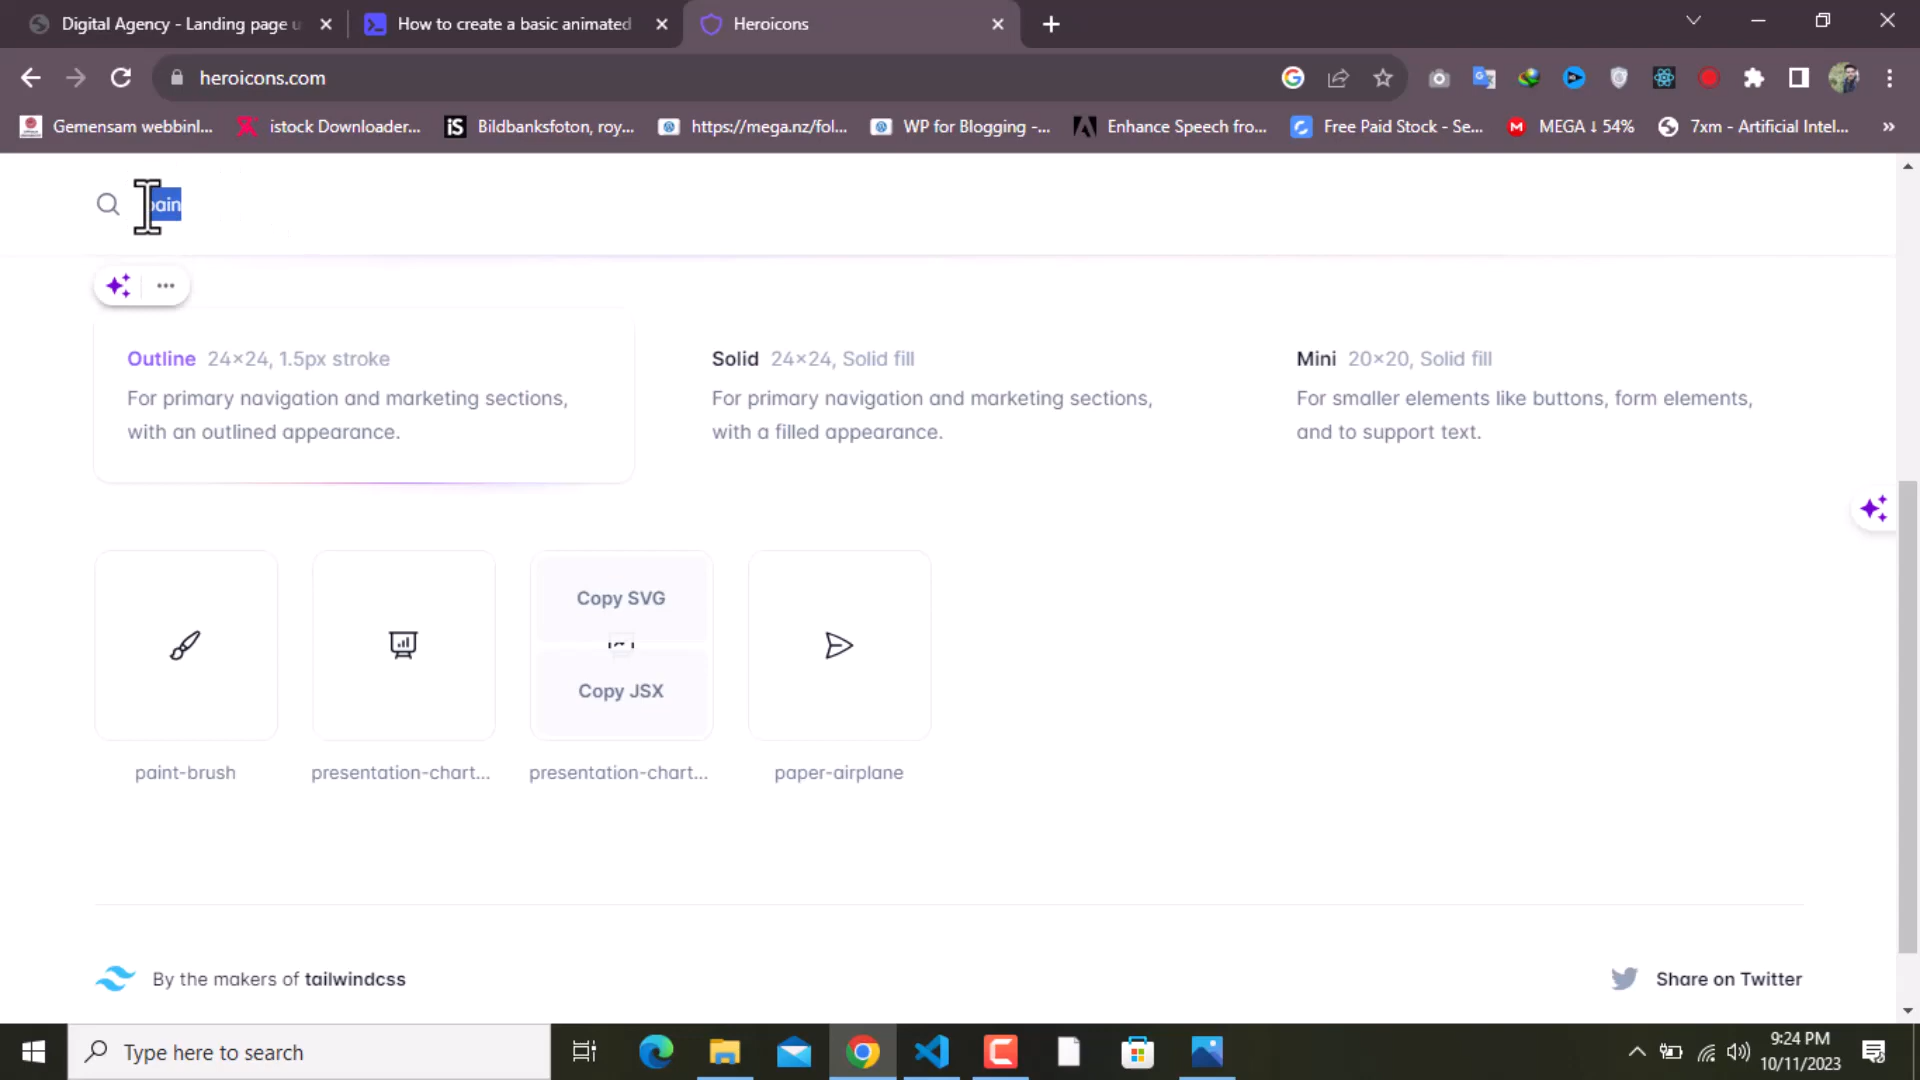 Digital Agency - Landing page u
How to create a basic animated
Heroicons
heroicons.com
Gemensam webbinl...
istock Downloader...
iS
Bildbanksfoton, roy...
https://mega.nz/fol...
WP for Blogging -...
Enhance Speech fro...
Free Paid Stock - Se...
M
MEGA ↓ 54%
7xm - Artificial Intel...
»
pain
Outline 24×24, 1.5px stroke
For primary navigation and marketing sections,
with an outlined appearance.
Solid 24×24, Solid fill
For primary navigation and marketing sections,
with a filled appearance.
Mini 20×20, Solid fill
For smaller elements like buttons, form elements,
and to support text.
Copy SVG
Copy JSX
paint-brush
presentation-chart...
presentation-chart...
paper-airplane
By the makers of tailwindcss
Share on Twitter
Type here to search
9:24 PM
10/11/2023